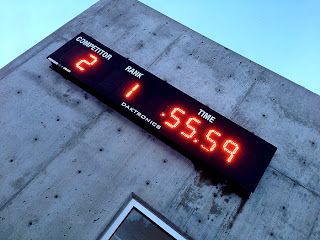 COMPETITOR RANK TIME
2 1 .55.59
DAKTRONICS